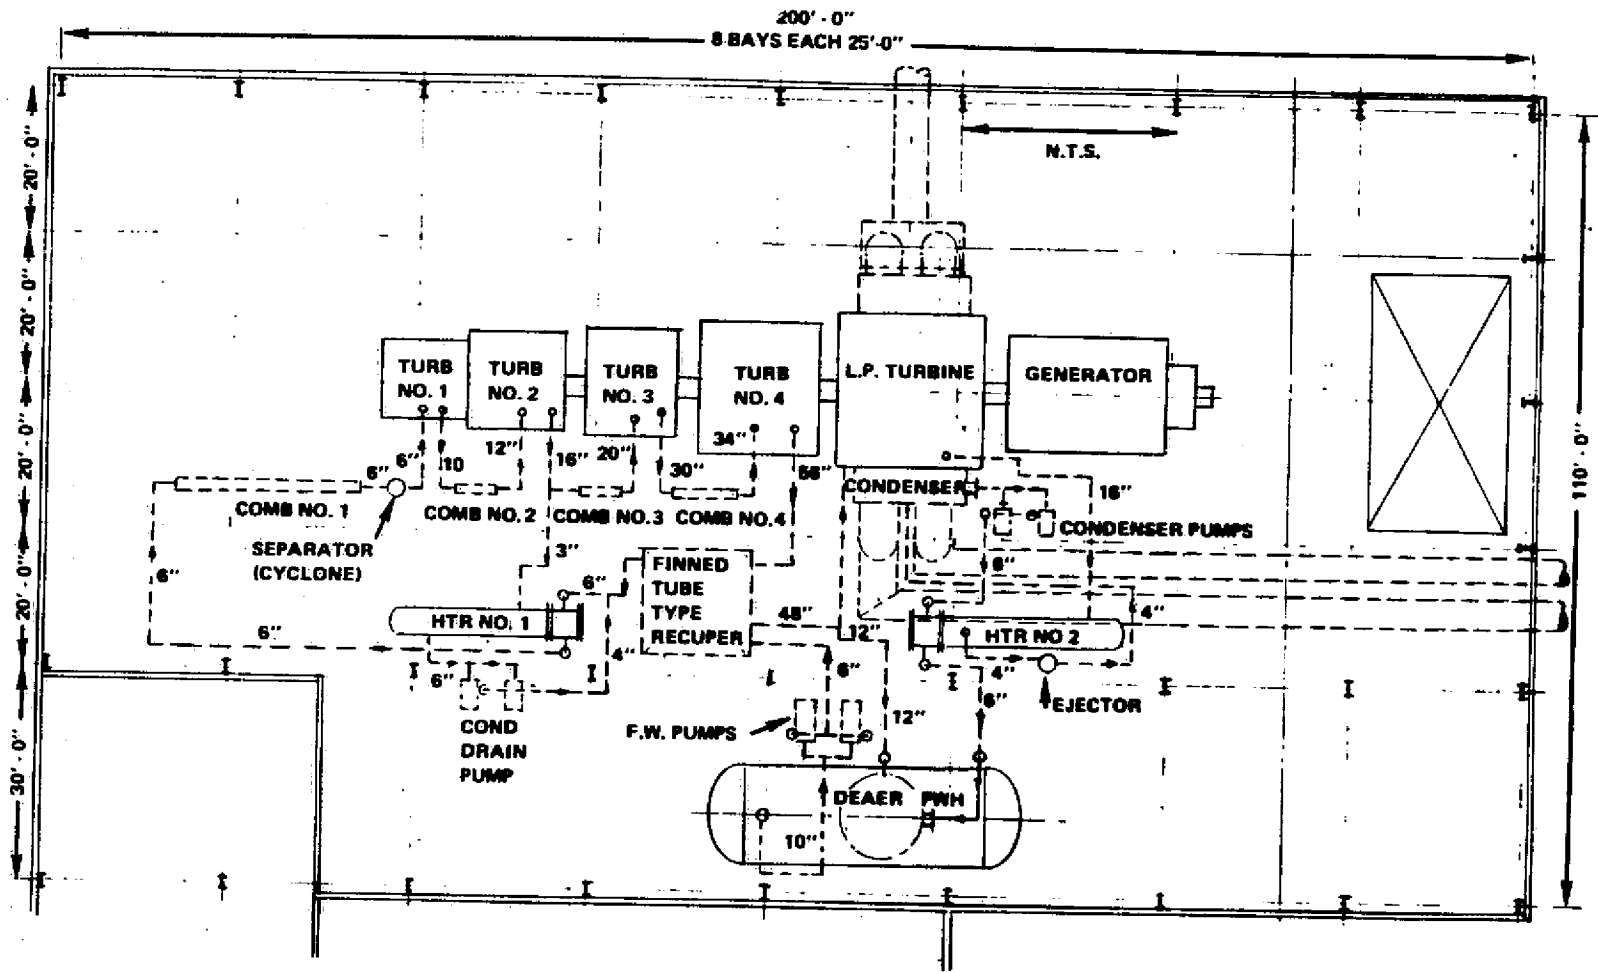 200' - 0"
8 BAYS EACH 25'-0"
20' - 0"
20' - 0"
20' - 0"
20' - 0"
30' - 0"
110' - 0"
N.T.S.
TURB
NO. 1
TURB
NO. 2
TURB
NO. 3
TURB
NO. 4
L.P. TURBINE
GENERATOR
6"
6"
10
12"
16"
20"
30"
34"
56"
16"
COMB NO. 1
COMB NO. 2
COMB NO. 3
COMB NO. 4
CONDENSER
CONDENSER PUMPS
SEPARATOR
(CYCLONE)
6"
3"
6"
6"
FINNED
TUBE
TYPE
RECUPER
HTR NO. 1
6"
4"
48"
12"
HTR NO 2
4"
4"
6"
6"
6"
EJECTOR
COND
DRAIN
PUMP
F.W. PUMPS
12"
DEAER FWH
10"